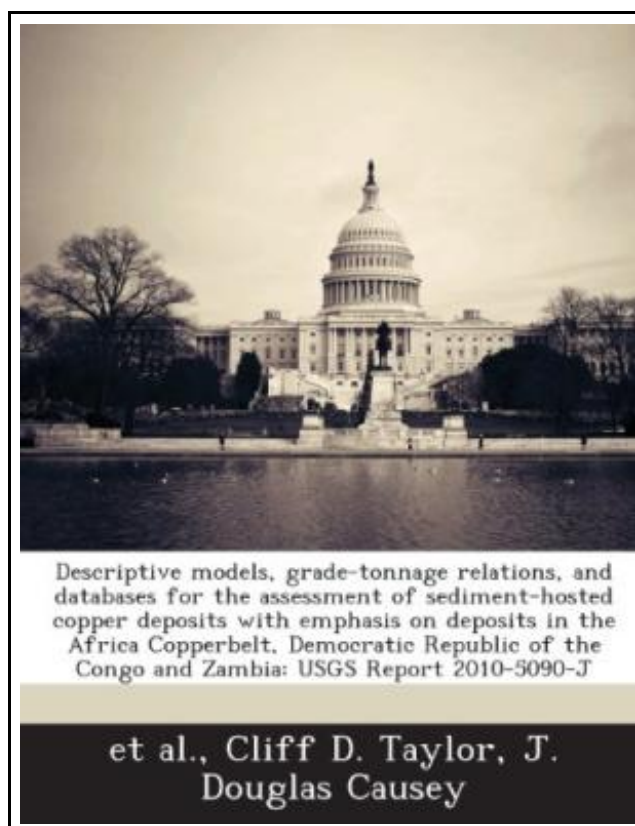 Descriptive models, grade-tonnage relations, and
databases for the assessment of sediment-hosted
copper deposits with emphasis on deposits in the
Africa Copperbelt, Democratic Republic of the
Congo and Zambia: USGS Report 2010-5090-J
et al., Cliff D. Taylor, J.
Douglas Causey